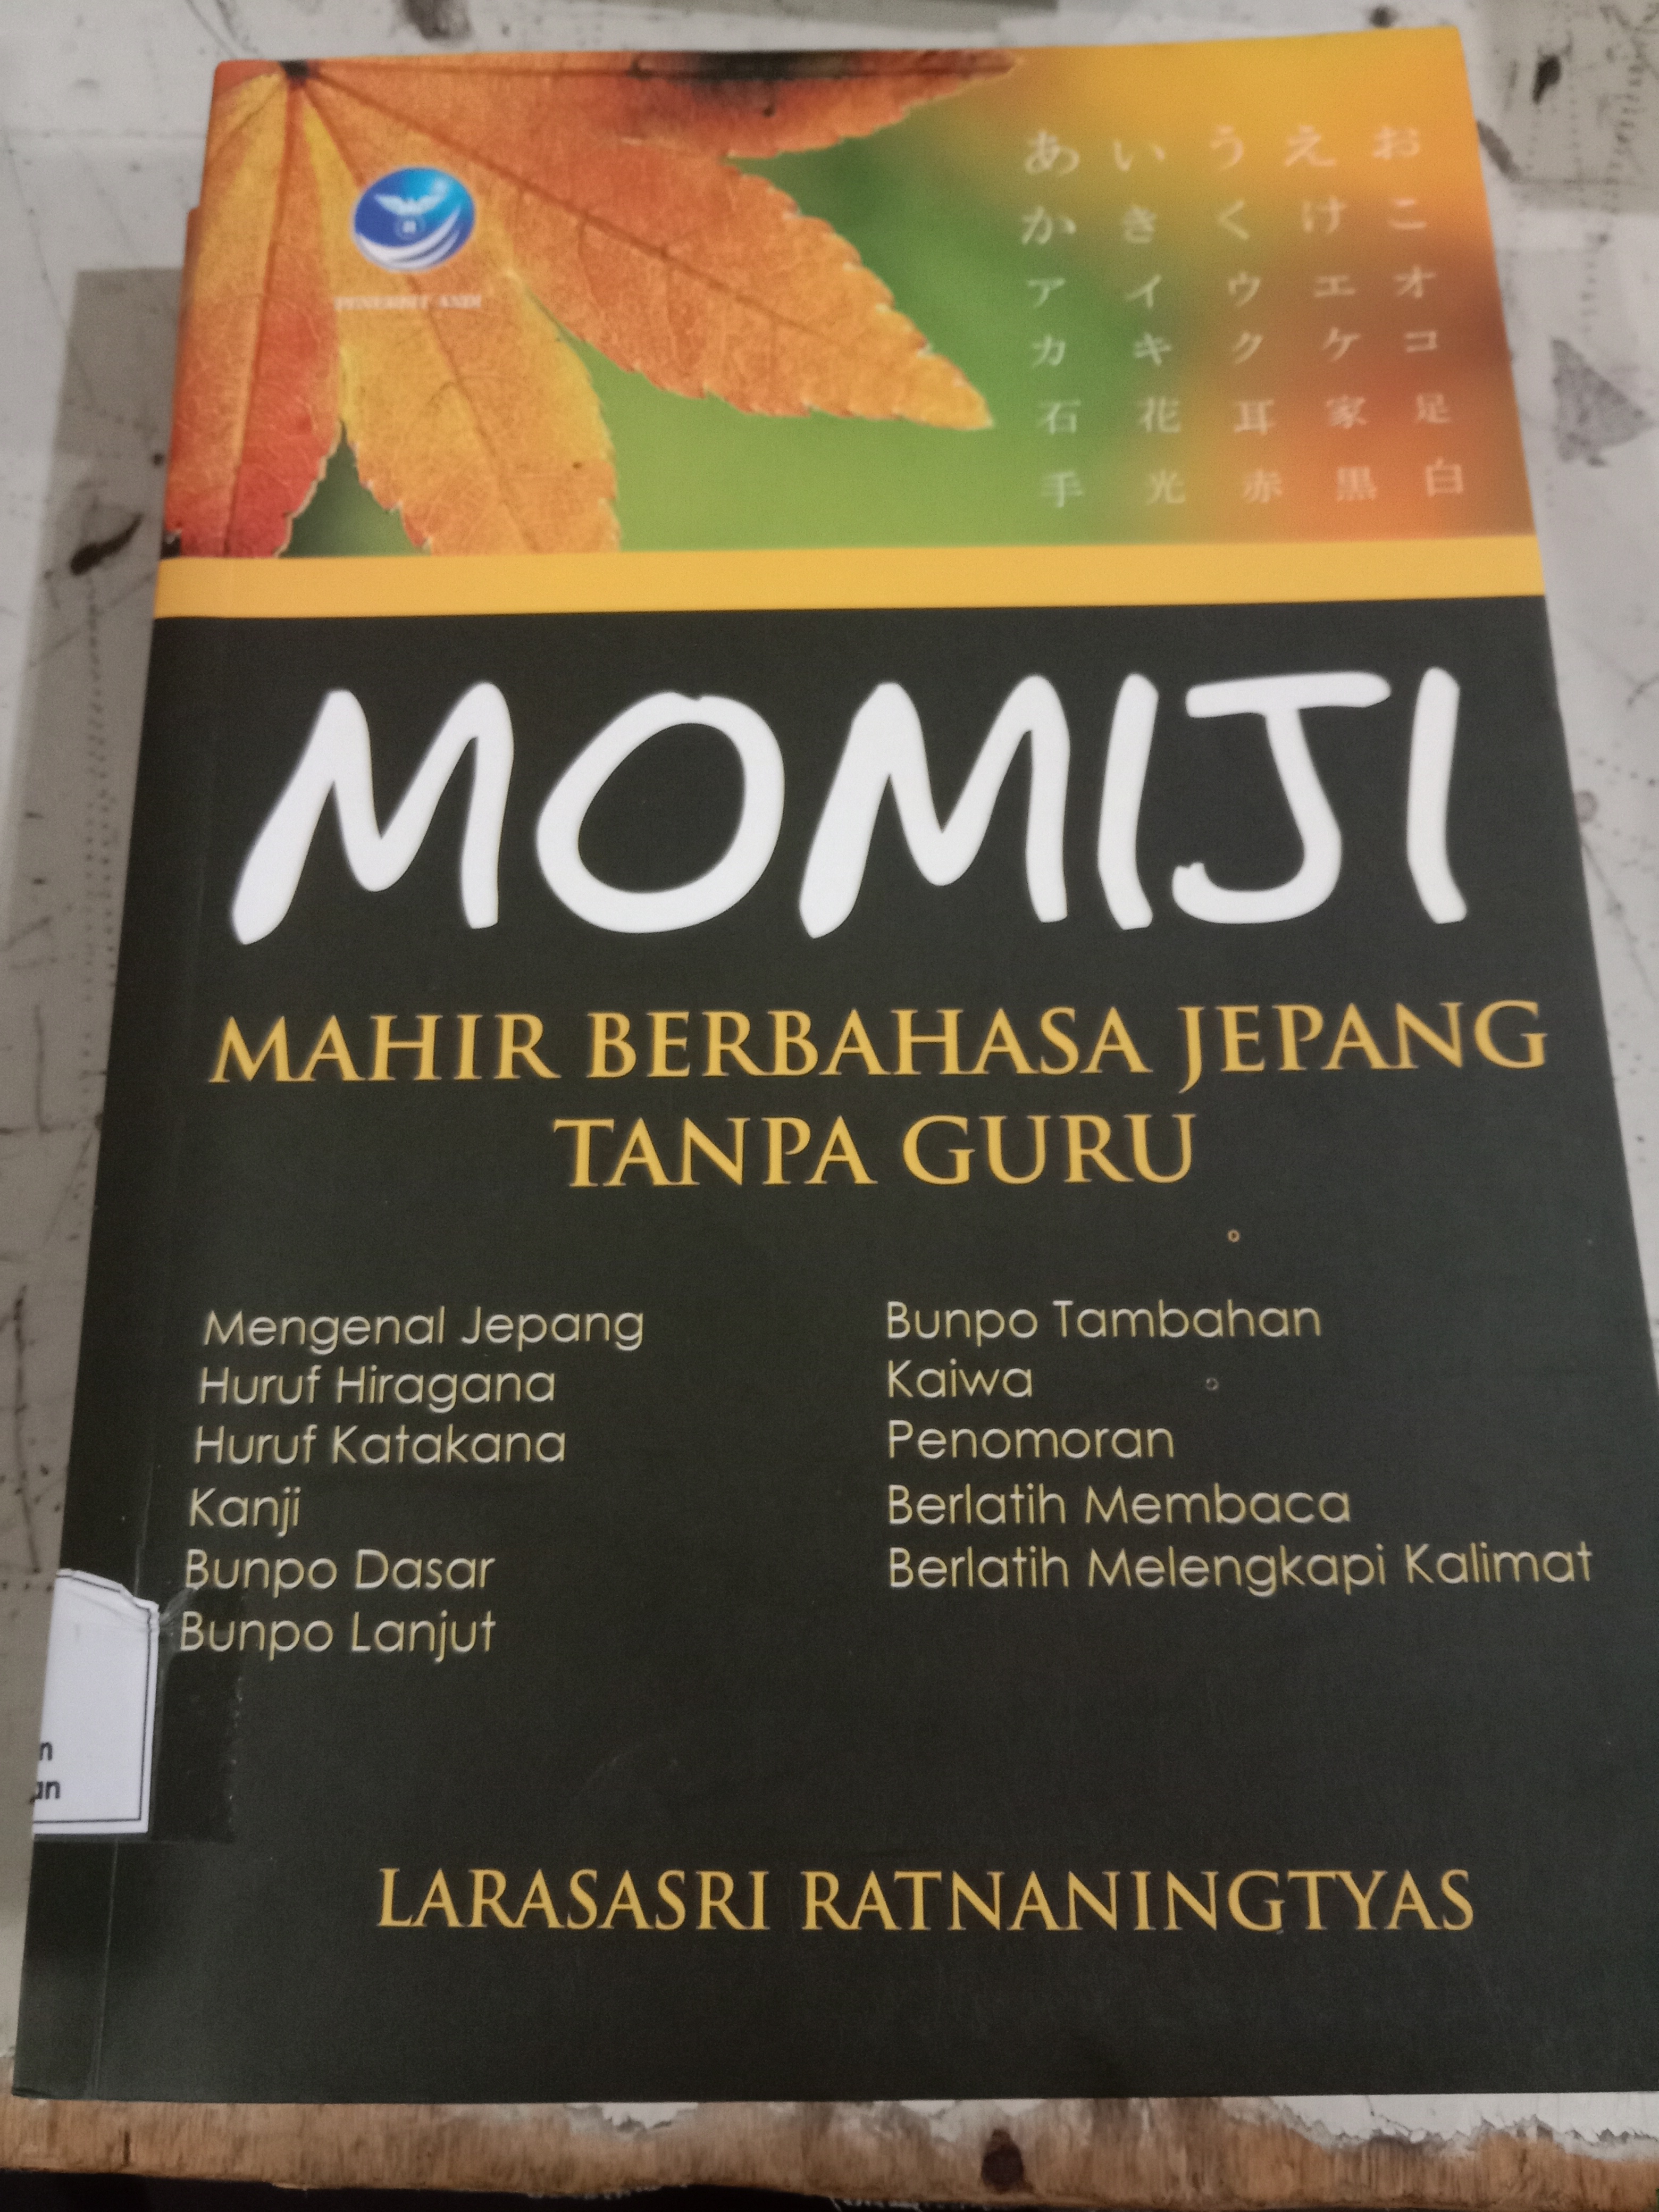 PENERBIT ANDI
あ い う え お
か き く け こ
ア イ ウ エ オ
カ キ ク ケ コ
石 花 耳 家 足
手 光 赤 黒 白
MOMIJI
MAHIR BERBAHASA JEPANG
TANPA GURU
Mengenal Jepang
Huruf Hiragana
Huruf Katakana
Kanji
Bunpo Dasar
Bunpo Lanjut
Bunpo Tambahan
Kaiwa
Penomoran
Berlatih Membaca
Berlatih Melengkapi Kalimat
LARASASRI RATNANINGTYAS